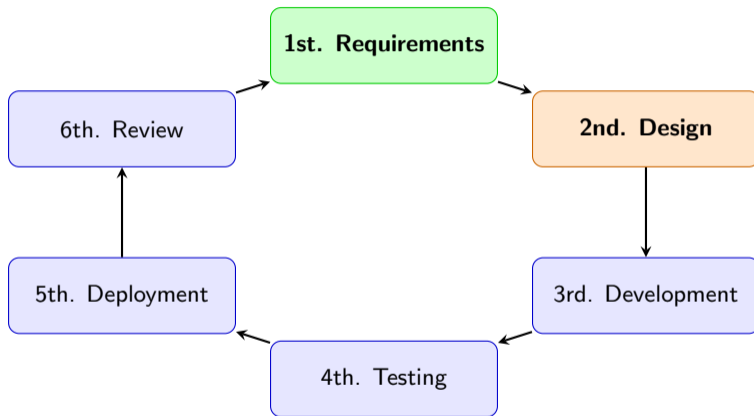 1st. Requirements
2nd. Design
3rd. Development
4th. Testing
5th. Deployment
6th. Review